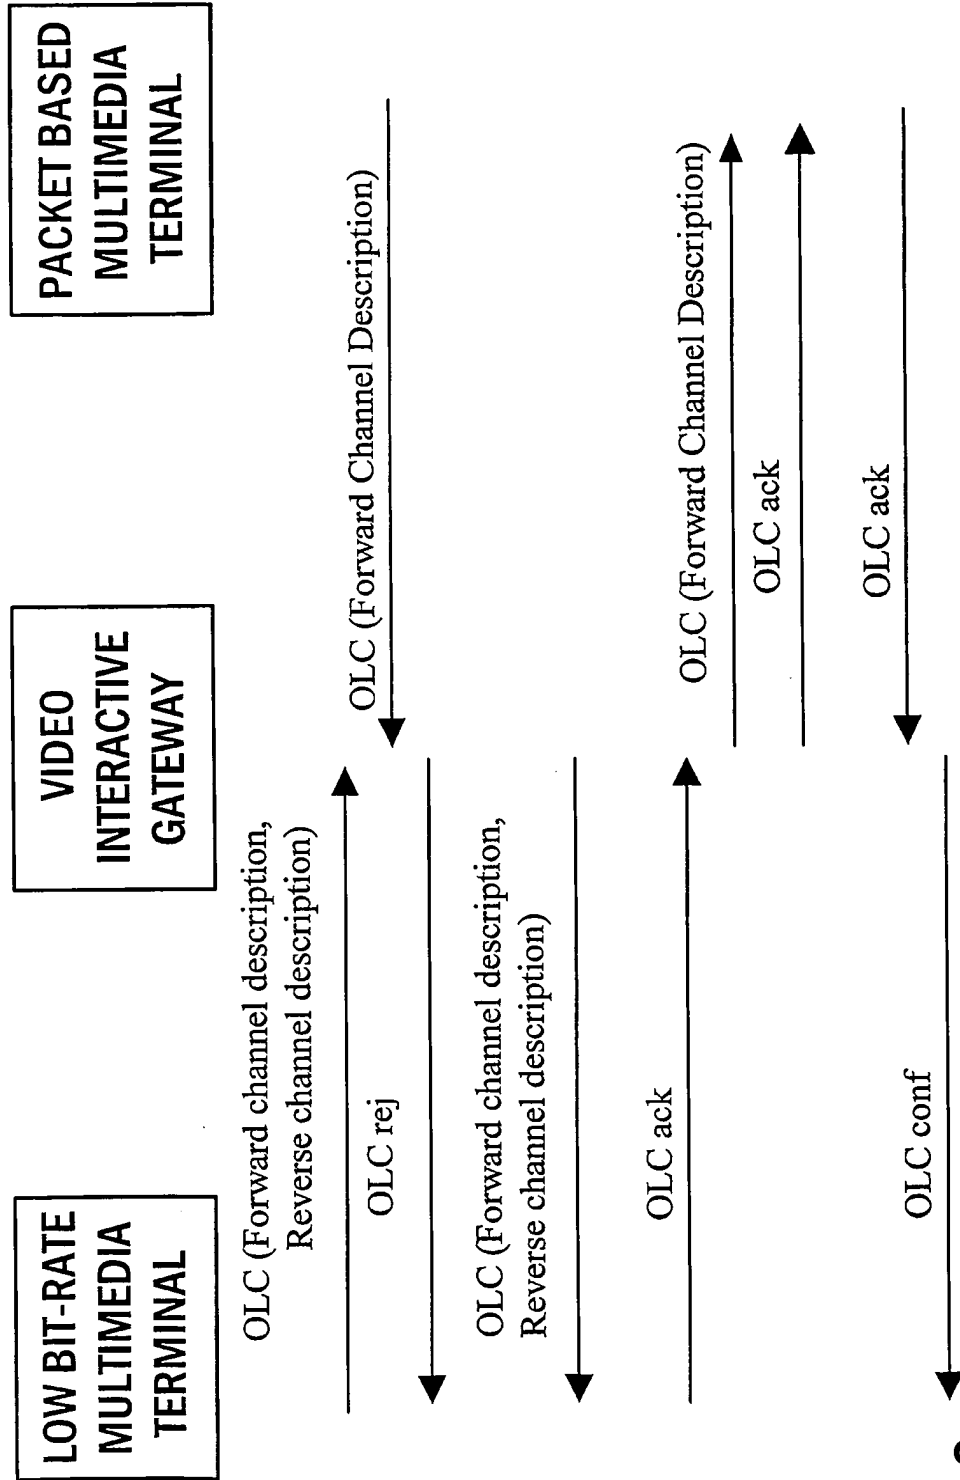 LOW BIT-RATE
MULTIMEDIA
TERMINAL
VIDEO
INTERACTIVE
GATEWAY
PACKET BASED
MULTIMEDIA
TERMINAL
OLC (Forward channel description,
Reverse channel description)
OLC (Forward Channel Description)
OLC rej
OLC (Forward channel description,
Reverse channel description)
OLC ack
OLC (Forward Channel Description)
OLC ack
OLC ack
OLC conf